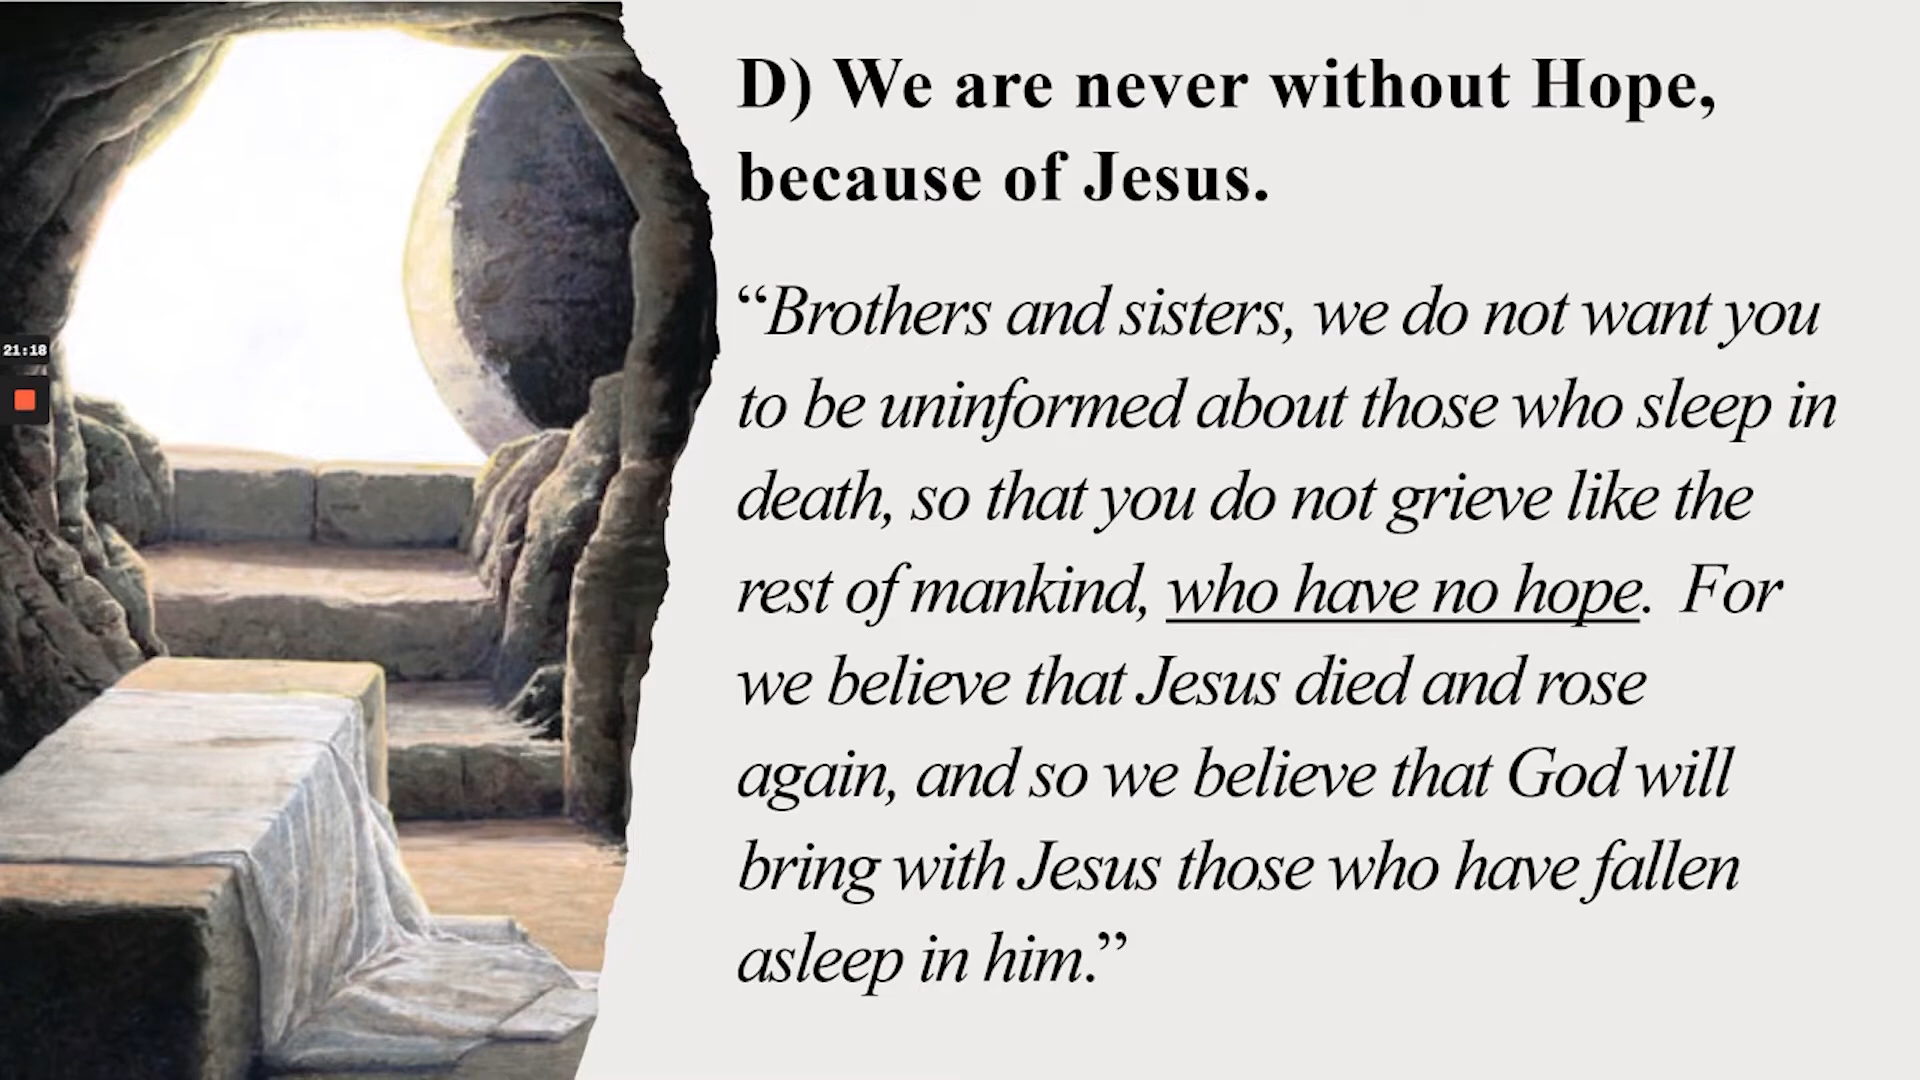 D) We are never without Hope,
because of Jesus.
“Brothers and sisters, we do not want you
to be uninformed about those who sleep in
death, so that you do not grieve like the
rest of mankind, who have no hope.  For
we believe that Jesus died and rose
again, and so we believe that God will
bring with Jesus those who have fallen
asleep in him.”
21:18